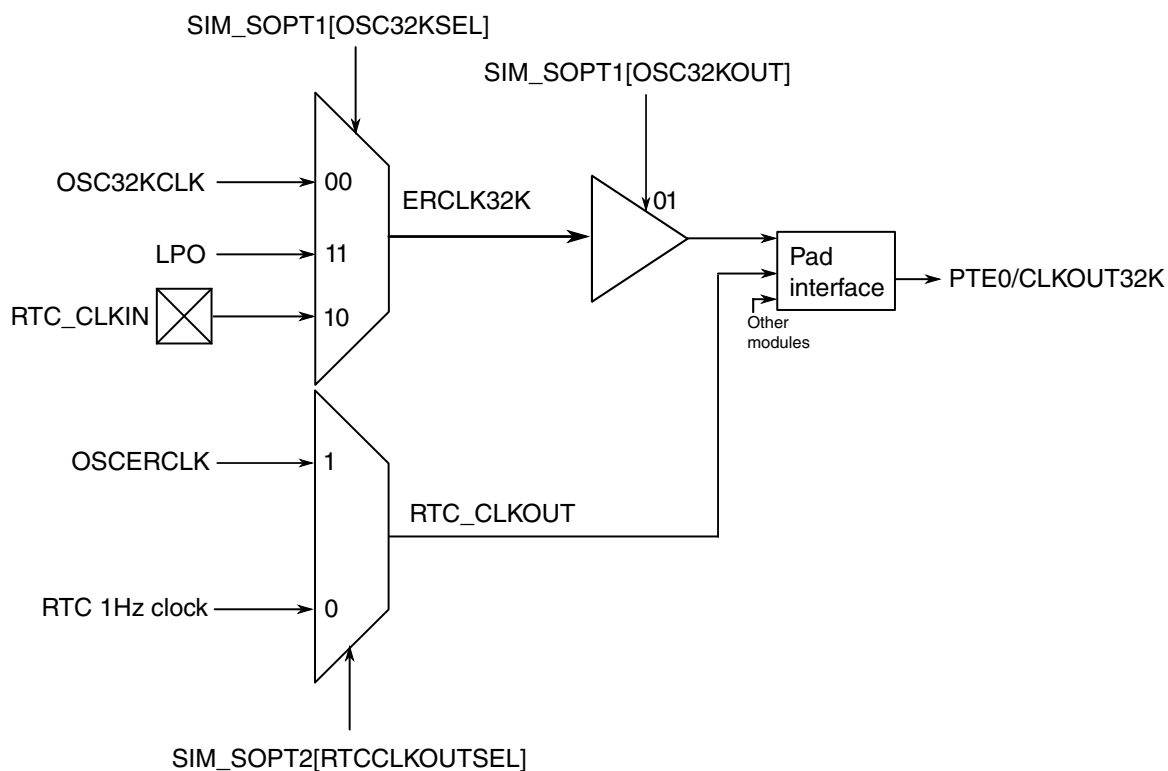 SIM_SOPT1[OSC32KSEL]
SIM_SOPT1[OSC32KOUT]
OSC32KCLK
00
ERCLK32K
01
LPO
11
Pad
interface
PTE0/CLKOUT32K
RTC_CLKIN
10
Other
modules
OSCERCLK
1
RTC_CLKOUT
RTC 1Hz clock
0
SIM_SOPT2[RTCCLKOUTSEL]